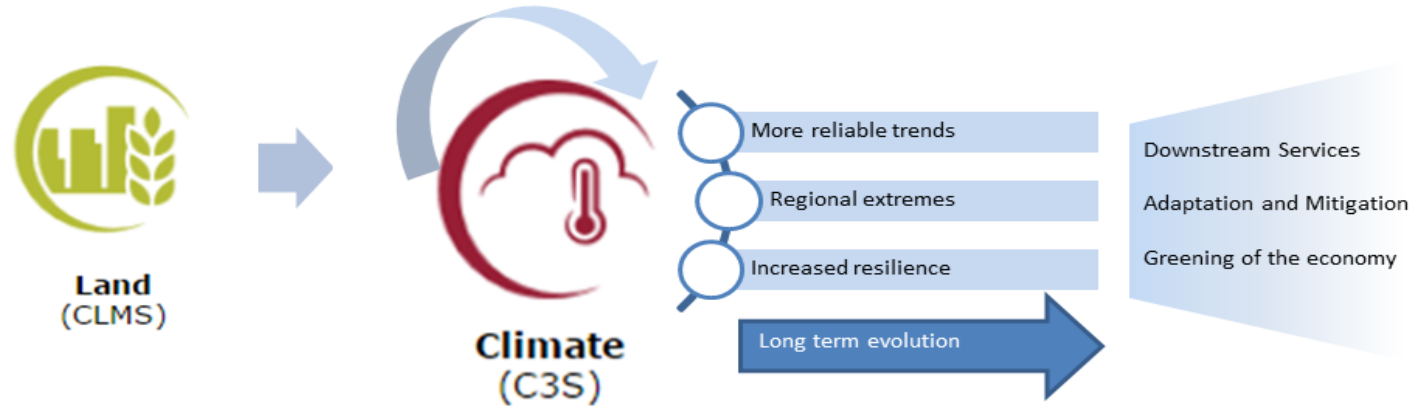 Land
(CLMS)
Climate
(C3S)
More reliable trends
Regional extremes
Increased resilience
Long term evolution
Downstream Services
Adaptation and Mitigation
Greening of the economy